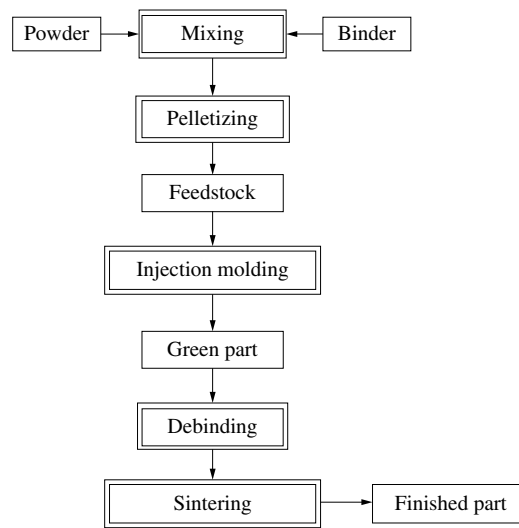 Powder
Mixing
Binder
Pelletizing
Feedstock
Injection molding
Green part
Debinding
Sintering
Finished part